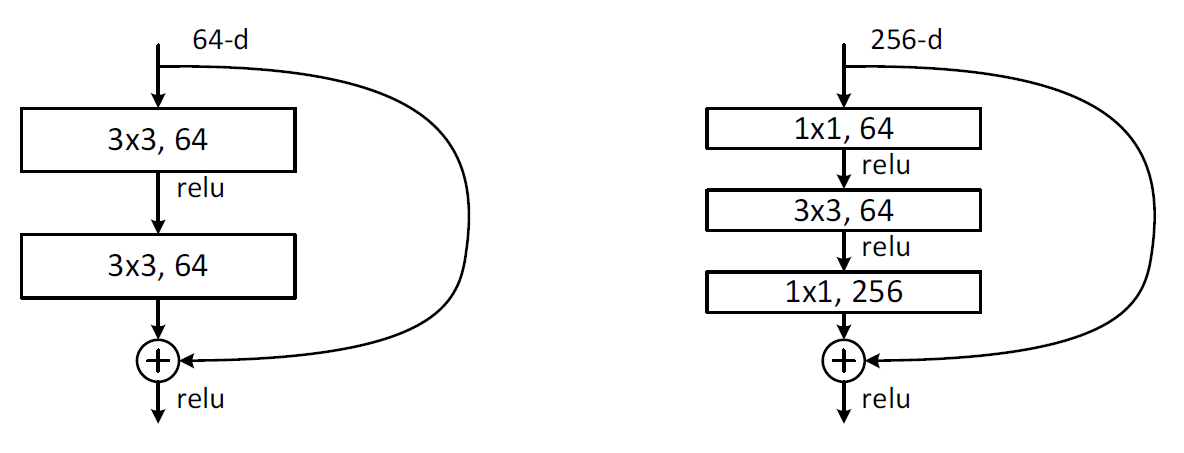 64-d
3x3, 64
relu
3x3, 64
+
relu
256-d
1x1, 64
relu
3x3, 64
relu
1x1, 256
+
relu